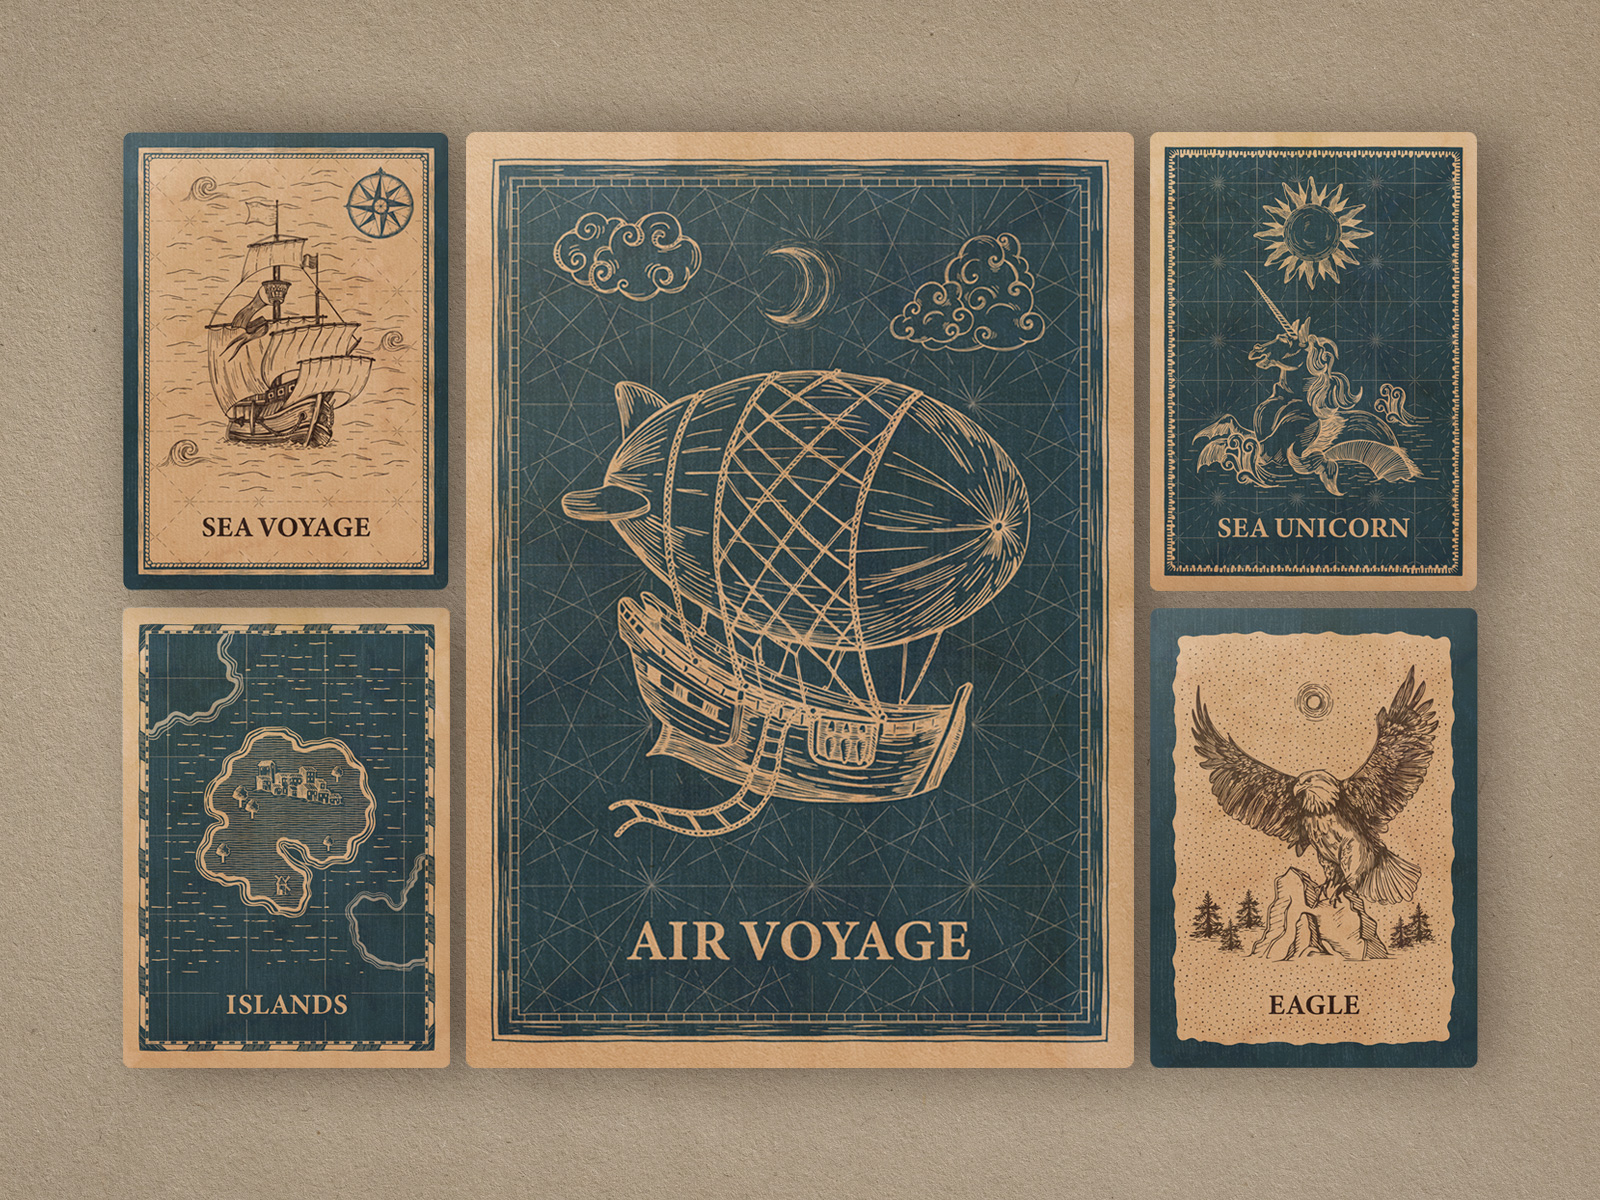 SEA VOYAGE
AIR VOYAGE
SEA UNICORN
ISLANDS
EAGLE